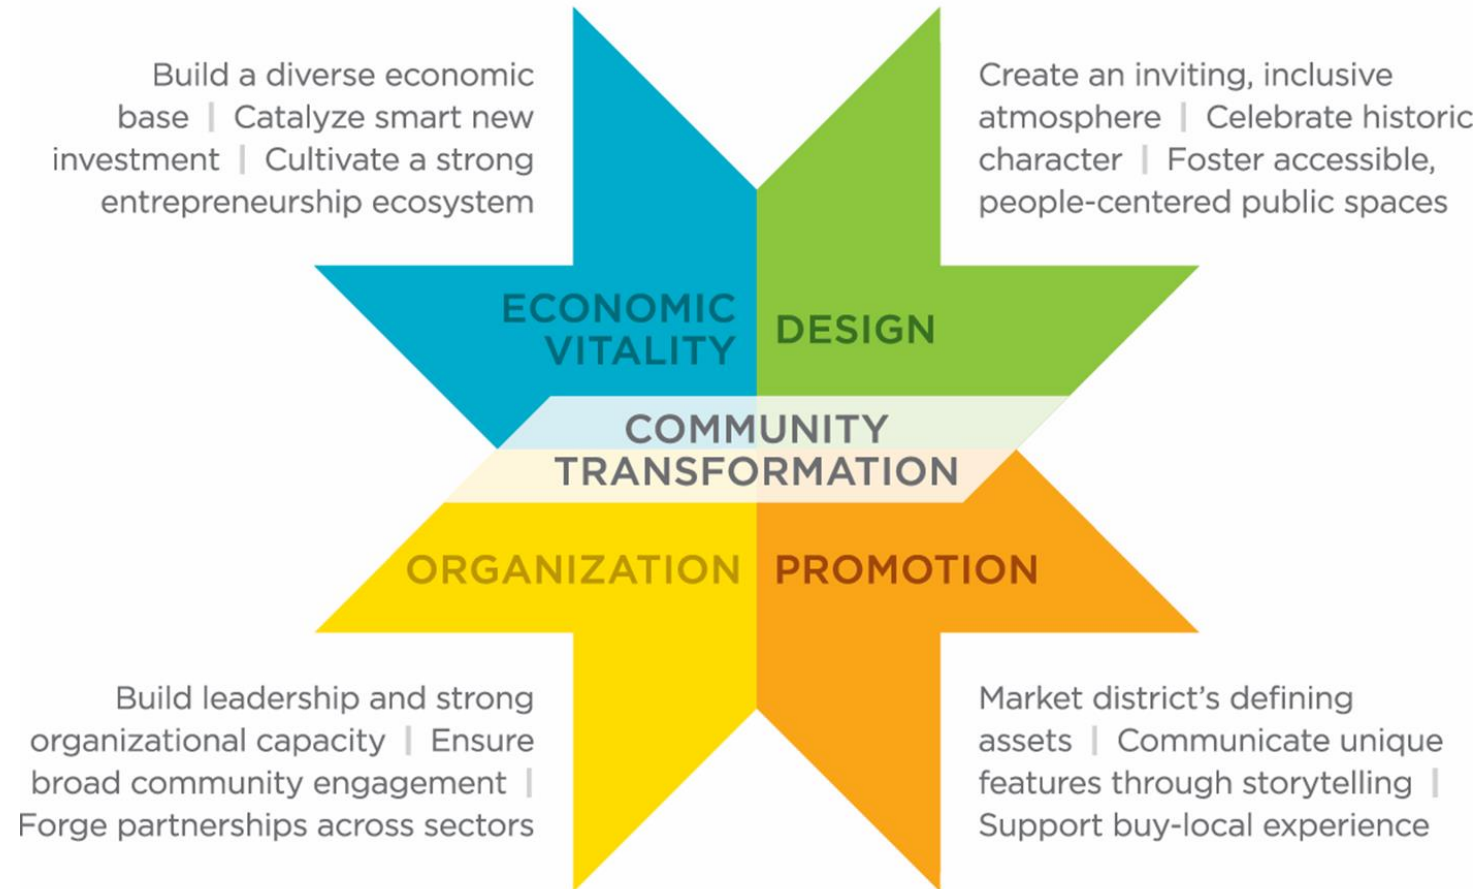 Build a diverse economic
base | Catalyze smart new
investment | Cultivate a strong
entrepreneurship ecosystem
Create an inviting, inclusive
atmosphere | Celebrate historic
character | Foster accessible,
people-centered public spaces
ECONOMIC
VITALITY
DESIGN
COMMUNITY
TRANSFORMATION
ORGANIZATION
PROMOTION
Build leadership and strong
organizational capacity | Ensure
broad community engagement |
Forge partnerships across sectors
Market district’s defining
assets | Communicate unique
features through storytelling |
Support buy-local experience